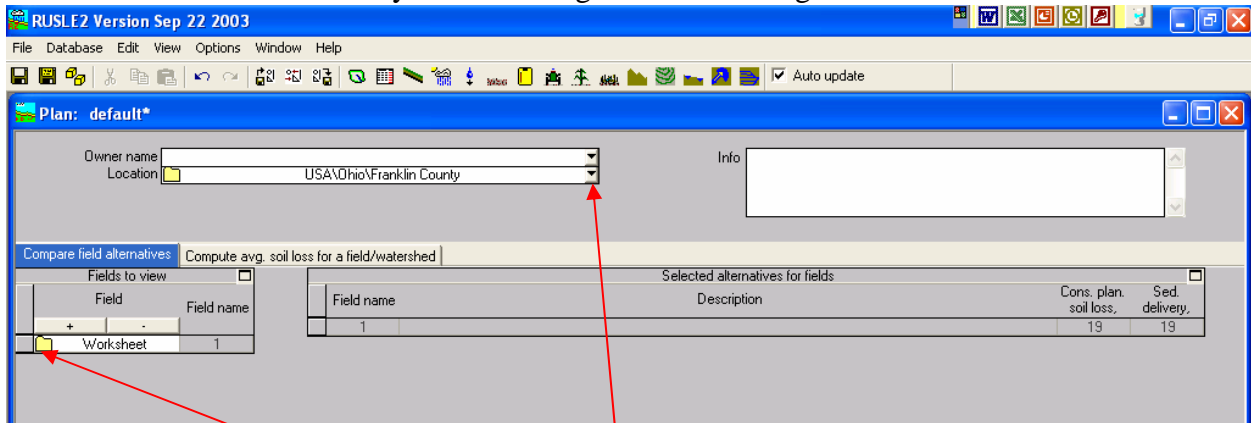 RUSLE2 Version Sep 22 2003
File Database Edit View Options Window Help
Auto update
Plan: default*
Owner name
Info
Location USA\Ohio\Franklin County
Compare field alternatives Compute avg. soil loss for a field/watershed
Fields to view
Selected alternatives for fields
Field Field name
Field name Description Cons. plan. soil loss, Sed. delivery,
+ -
1 19 19
Worksheet 1